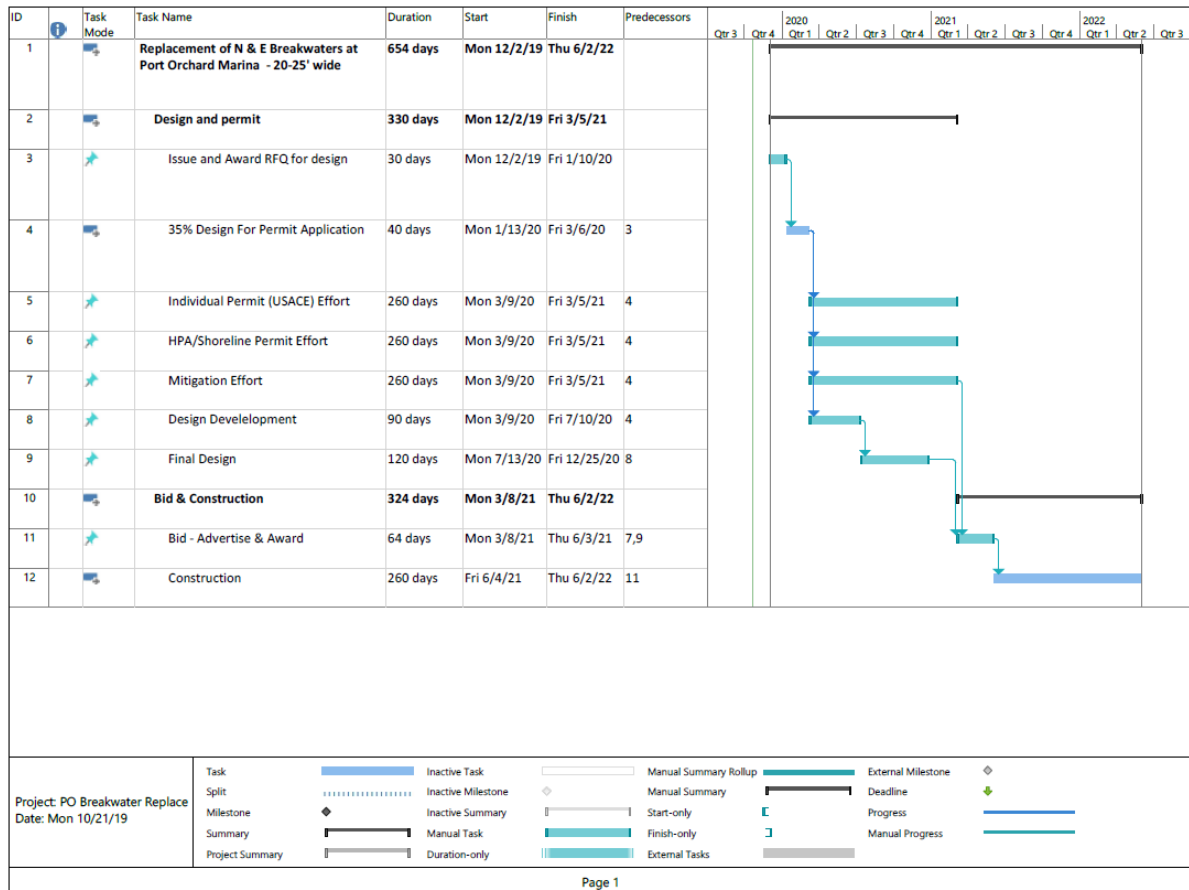 ID Task Mode Task Name Duration Start Finish Predecessors
2020 2021 2022
Qtr 3 Qtr 4 Qtr 1 Qtr 2 Qtr 3 Qtr 4 Qtr 1 Qtr 2 Qtr 3 Qtr 4 Qtr 1 Qtr 2 Qtr 3
1 Replacement of N & E Breakwaters at Port Orchard Marina - 20-25' wide 654 days Mon 12/2/19 Thu 6/2/22
2 Design and permit 330 days Mon 12/2/19 Fri 3/5/21
3 Issue and Award RFQ for design 30 days Mon 12/2/19 Fri 1/10/20
4 35% Design For Permit Application 40 days Mon 1/13/20 Fri 3/6/20 3
5 Individual Permit (USACE) Effort 260 days Mon 3/9/20 Fri 3/5/21 4
6 HPA/Shoreline Permit Effort 260 days Mon 3/9/20 Fri 3/5/21 4
7 Mitigation Effort 260 days Mon 3/9/20 Fri 3/5/21 4
8 Design Develelopment 90 days Mon 3/9/20 Fri 7/10/20 4
9 Final Design 120 days Mon 7/13/20 Fri 12/25/20 8
10 Bid & Construction 324 days Mon 3/8/21 Thu 6/2/22
11 Bid - Advertise & Award 64 days Mon 3/8/21 Thu 6/3/21 7,9
12 Construction 260 days Fri 6/4/21 Thu 6/2/22 11
Project: PO Breakwater Replace
Date: Mon 10/21/19
Task Inactive Task Manual Summary Rollup External Milestone
Split Inactive Milestone Manual Summary Deadline
Milestone Inactive Summary Start-only Progress
Summary Manual Task Finish-only Manual Progress
Project Summary Duration-only External Tasks
Page 1